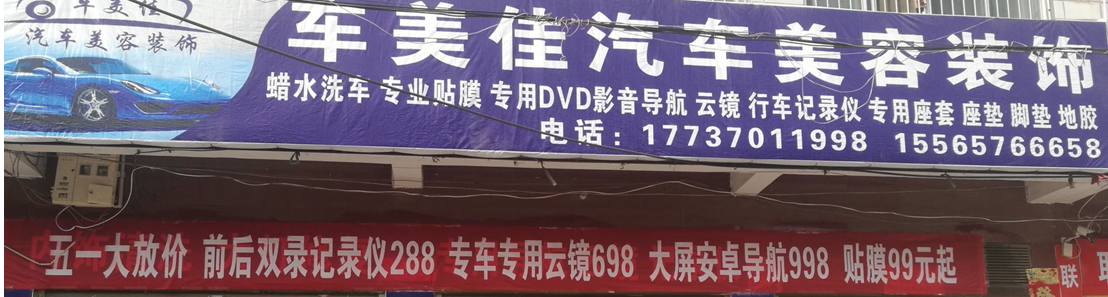 车美佳
汽车美容装饰
车美佳汽车美容装饰
蜡水洗车 专业贴膜 专用DVD影音导航 云镜 行车记录仪 专用座套 座垫 脚垫 地胶
电话：17737011998 15565766658
五一大放价 前后双录记录仪288 专车专用云镜698 大屏安卓导航998 贴膜99元起
联